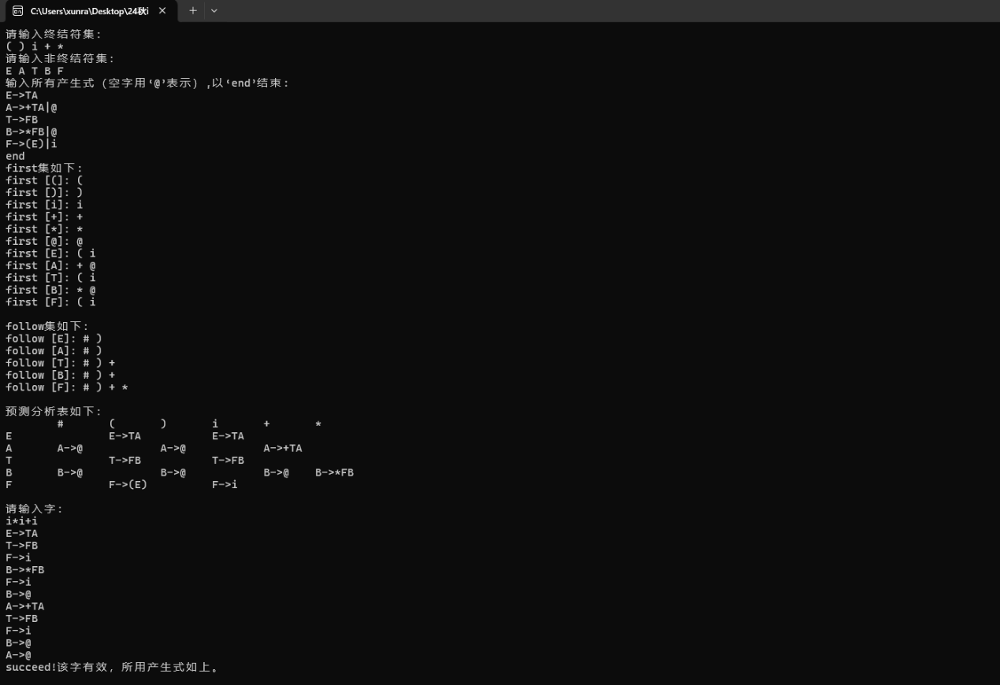 C:\Users\xunra\Desktop\24秋i
请输入终结符集:
( ) i + *
请输入非终结符集:
E A T B F
输入所有产生式 (空字用‘@’表示) ,以‘end’结束:
E->TA
A->+TA|@
T->FB
B->*FB|@
F->(E)|i
end
first集如下:
first [(]: (
first [)]: )
first [i]: i
first [+]: +
first [*]: *
first [@]: @
first [E]: ( i
first [A]: + @
first [T]: ( i
first [B]: * @
first [F]: ( i
follow集如下:
follow [E]: # )
follow [A]: # )
follow [T]: # ) +
follow [B]: # ) +
follow [F]: # ) + *
预测分析表如下:
# ( ) i + *
E E->TA E->TA
A A->@ A->@ A->+TA
T T->FB T->FB
B B->@ B->@ B->@ B->*FB
F F->(E) F->i
请输入字:
i*i+i
E->TA
T->FB
F->i
B->*FB
F->i
B->@
A->+TA
T->FB
F->i
B->@
A->@
succeed!该字有效, 所用产生式如上。